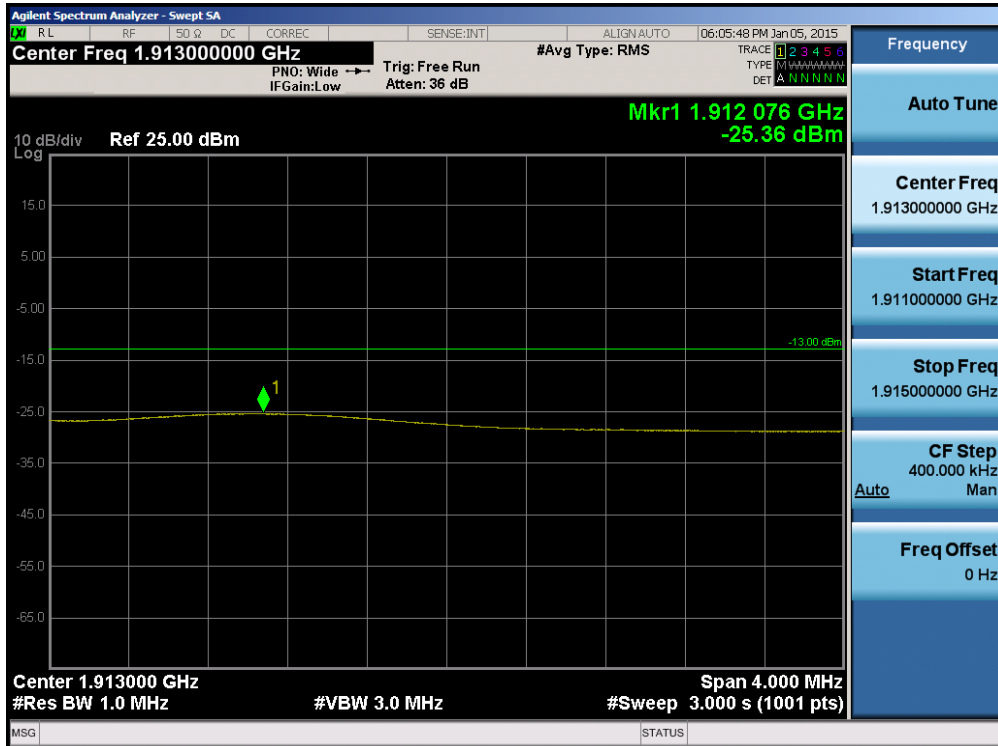 Agilent Spectrum Analyzer - Swept SA
LXI RL RF 50 Ω DC CORREC SENSE:INT ALIGN AUTO 06:05:48 PM Jan 05, 2015
Center Freq 1.913000000 GHz
PNO: Wide
IFGain:Low
Trig: Free Run
Atten: 36 dB
#Avg Type: RMS
TRACE 1 2 3 4 5 6
TYPE M WWWWW
DET A N N N N N
Mkr1 1.912 076 GHz
-25.36 dBm
10 dB/div Ref 25.00 dBm
Log
15.0
5.00
-5.00
-13.00 dBm
-15.0
1
-25.0
-35.0
-45.0
-55.0
-65.0
Center 1.913000 GHz
Span 4.000 MHz
#Res BW 1.0 MHz
#VBW 3.0 MHz
#Sweep 3.000 s (1001 pts)
MSG
STATUS
Frequency
Auto Tune
Center Freq
1.913000000 GHz
Start Freq
1.911000000 GHz
Stop Freq
1.915000000 GHz
CF Step
400.000 kHz
Auto Man
Freq Offset
0 Hz